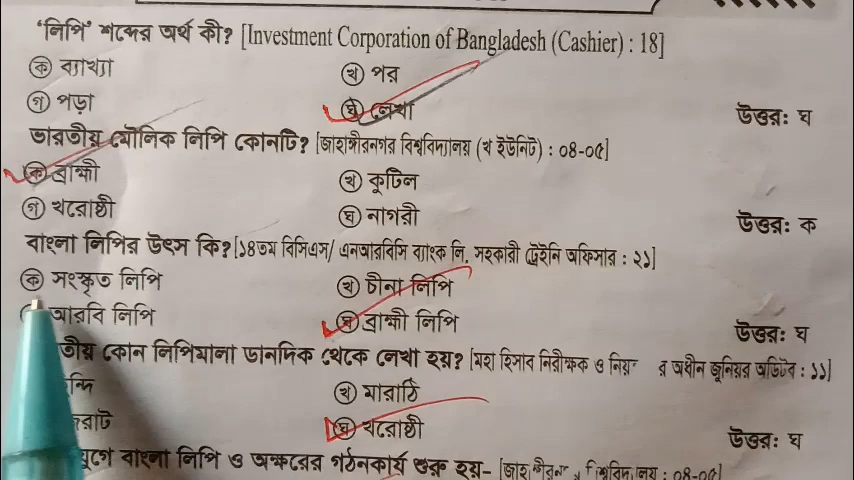 'লিপি' শব্দের অর্থ কী? [Investment Corporation of Bangladesh (Cashier) : 18]
ক ব্যাখ্যা খ পত্র
গ পড়া ঘ লেখা উত্তর: ঘ
ভারতীয় মৌলিক লিপি কোনটি? [জাহাঙ্গীরনগর বিশ্ববিদ্যালয় (খ ইউনিট) : ০৪-০৫]
ক ব্রাহ্মী খ কুটিল
গ খরোষ্ঠী ঘ নাগরী উত্তর: ক
বাংলা লিপির উৎস কি? [১৪তম বিসিএস/ এনআরবিসি ব্যাংক লি. সহকারী ট্রেইনি অফিসার : ২১]
ক সংস্কৃত লিপি খ চীনা লিপি
আরবি লিপি ঘ ব্রাহ্মী লিপি উত্তর: ঘ
তীয় কোন লিপিমালা ডানদিক থেকে লেখা হয়? [মহা হিসাব নিরীক্ষক ও নিয় র অধীন জুনিয়র অডিটর : ১১]
ন্দি খ মারাঠি
জরাট ঘ খরোষ্ঠী উত্তর: ঘ
যুগে বাংলা লিপি ও অক্ষরের গঠনকার্য শুরু হয়-